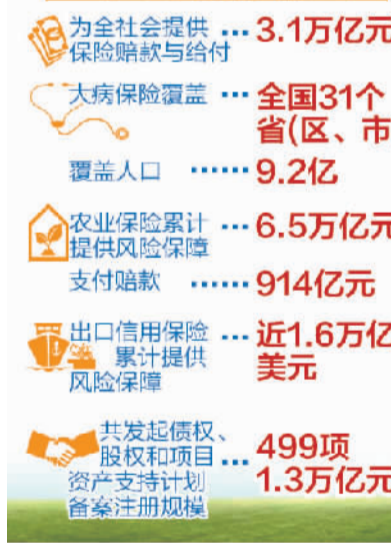 为全社会提供 … 3.1万亿元
保险赔款与给付
大病保险覆盖 … 全国31个
省(区、市
覆盖人口 …… 9.2亿
农业保险累计 … 6.5万亿元
提供风险保障
支付赔款 …… 914亿元
出口信用保险 … 近1.6万亿
累计提供 美元
风险保障
共发起债权、
股权和项目 … 499项
资产支持计划 1.3万亿元
备案注册规模